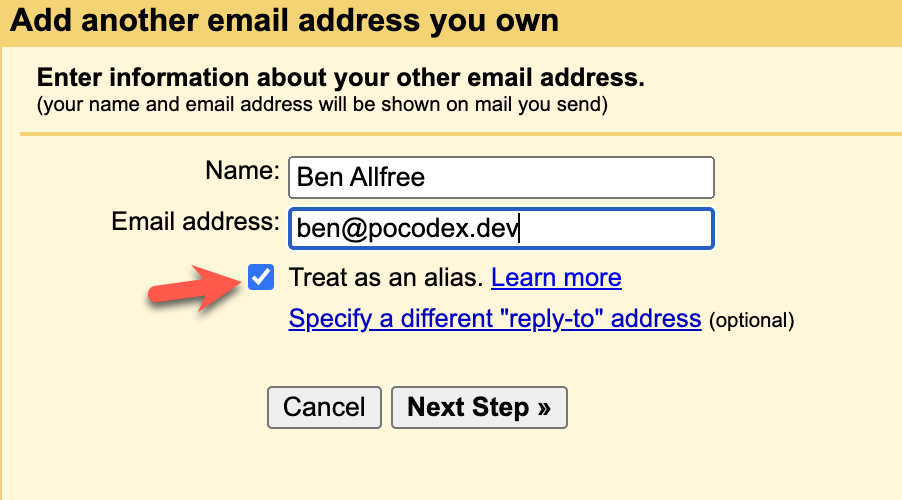 Add another email address you own
Enter information about your other email address.
(your name and email address will be shown on mail you send)
Name: Ben Allfree
Email address: ben@pocodex.dev
Treat as an alias. Learn more
Specify a different "reply-to" address (optional)
Cancel Next Step »